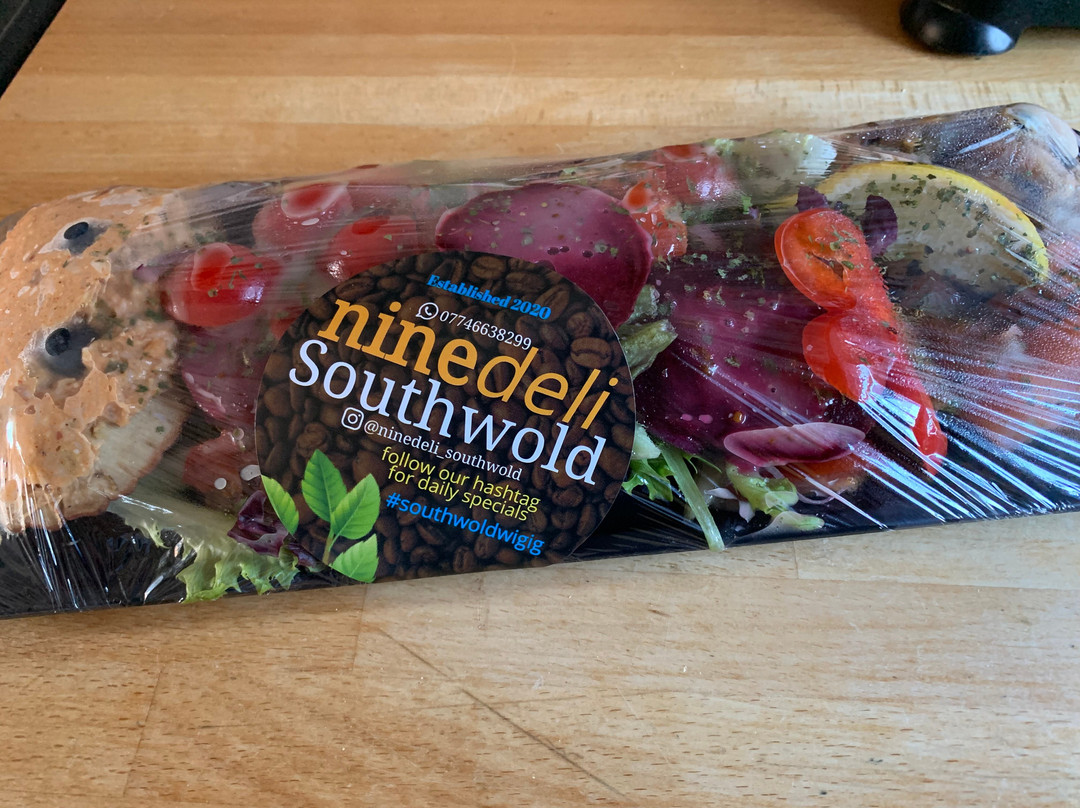 Established 2020
07746638299
ninedeli
Southwold
@ninedeli_southwold
follow our hashtag
for daily specials
#southwoldwigig